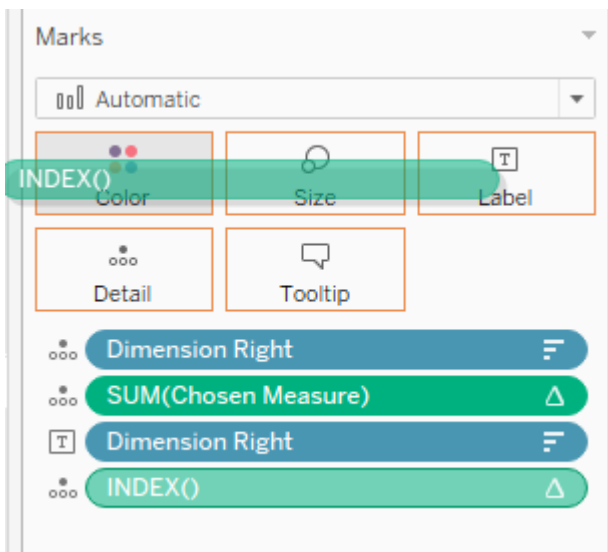 Marks
Automatic
INDEX()
Color
Size
T
Label
Detail
Tooltip
Dimension Right
SUM(Chosen Measure)
T
Dimension Right
INDEX()